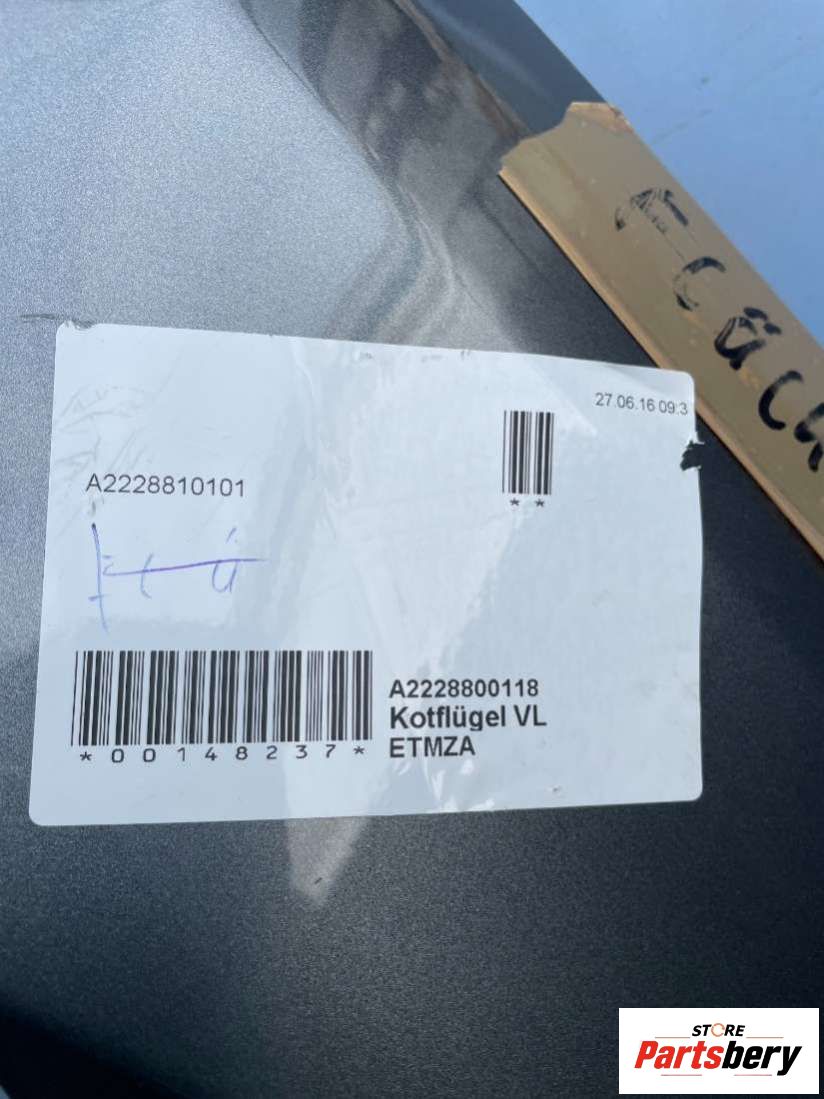 27.06.16 09:3
* *
A2228810101
*00148237*
A2228800118
Kotflügel VL
ETMZA
STORE
Partsbery